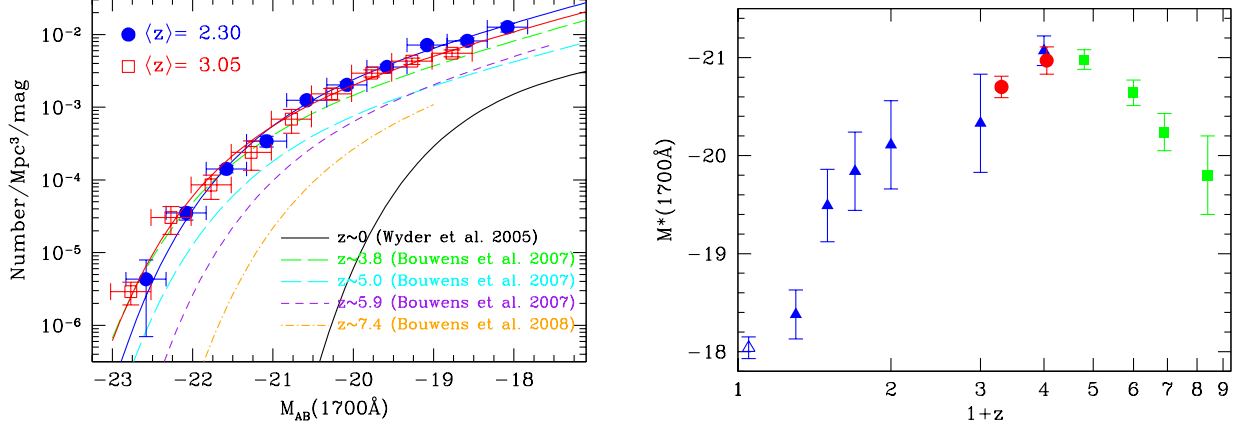 10⁻²
10⁻³
10⁻⁴
10⁻⁵
10⁻⁶
Number/Mpc³/mag
⟨z⟩= 2.30
⟨z⟩= 3.05
z~0 (Wyder et al. 2005)
z~3.8 (Bouwens et al. 2007)
z~5.0 (Bouwens et al. 2007)
z~5.9 (Bouwens et al. 2007)
z~7.4 (Bouwens et al. 2008)
−23 −22 −21 −20 −19 −18
M_AB(1700Å)
−21
−20
−19
−18
M*(1700Å)
1 2 3 4 5 6 7 8 9
1+z